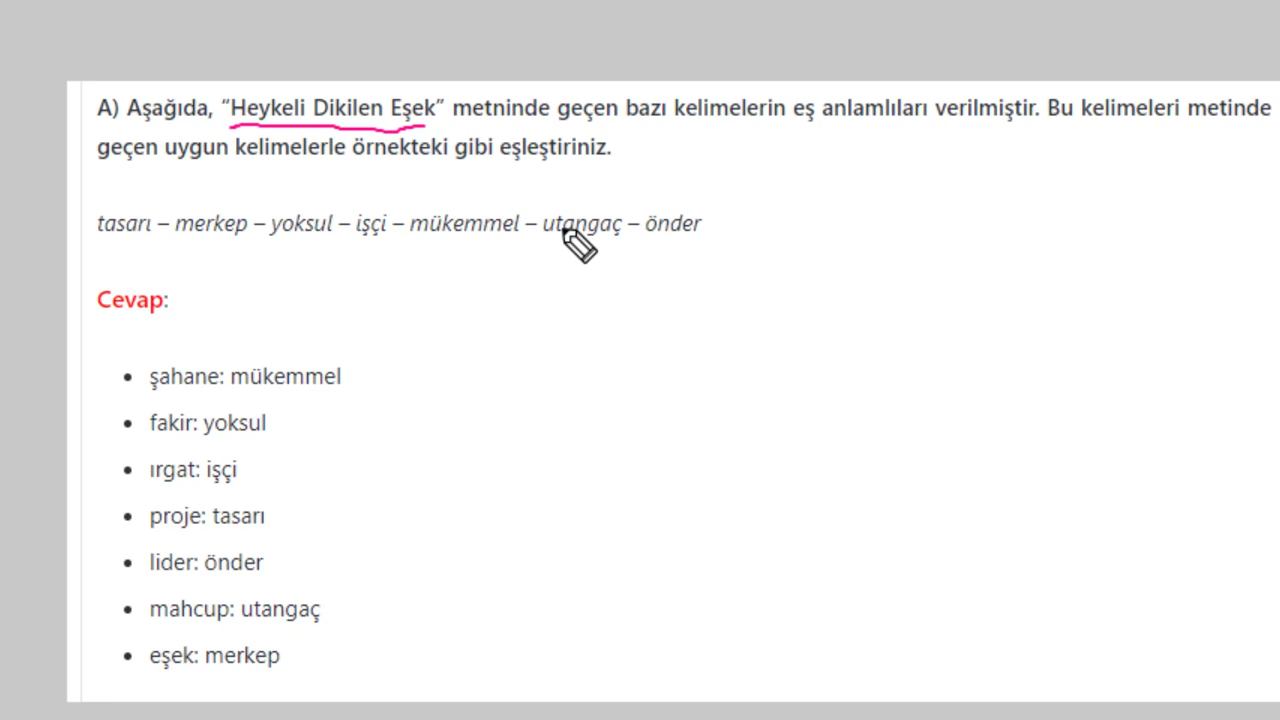 A) Aşağıda, “Heykeli Dikilen Eşek” metninde geçen bazı kelimelerin eş anlamlıları verilmiştir. Bu kelimeleri metinde
geçen uygun kelimelerle örnekteki gibi eşleştiriniz.
tasarı – merkep – yoksul – işçi – mükemmel – utangaç – önder
Cevap:
• şahane: mükemmel
• fakir: yoksul
• ırgat: işçi
• proje: tasarı
• lider: önder
• mahcup: utangaç
• eşek: merkep